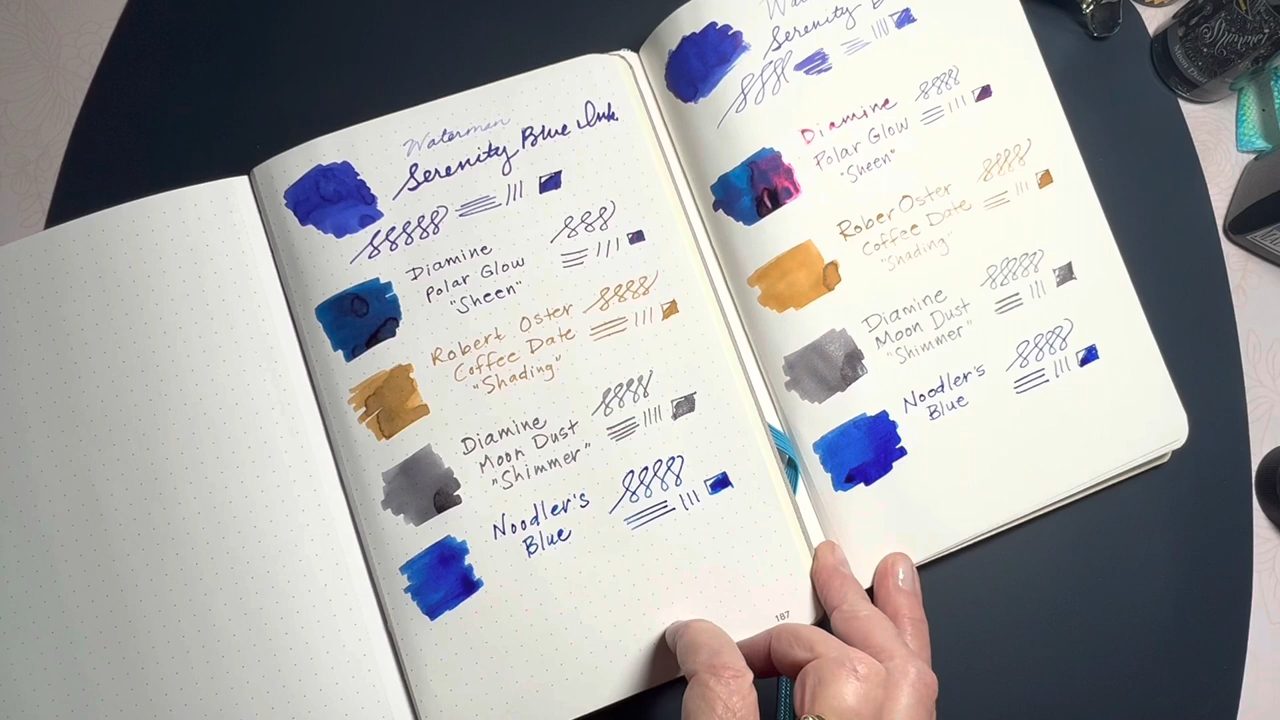 Waterman
Serenity Blue Ink
Diamine
Polar Glow
"Sheen"
Robert Oster
Coffee Date
"Shading"
Diamine
Moon Dust
"Shimmer"
Noodler's
Blue
187
Serenity
Diamine
Polar Glow
"Sheen"
Rober Oster
Coffee Date
"Shading"
Diamine
Moon Dust
"Shimmer"
Noodler's
Blue